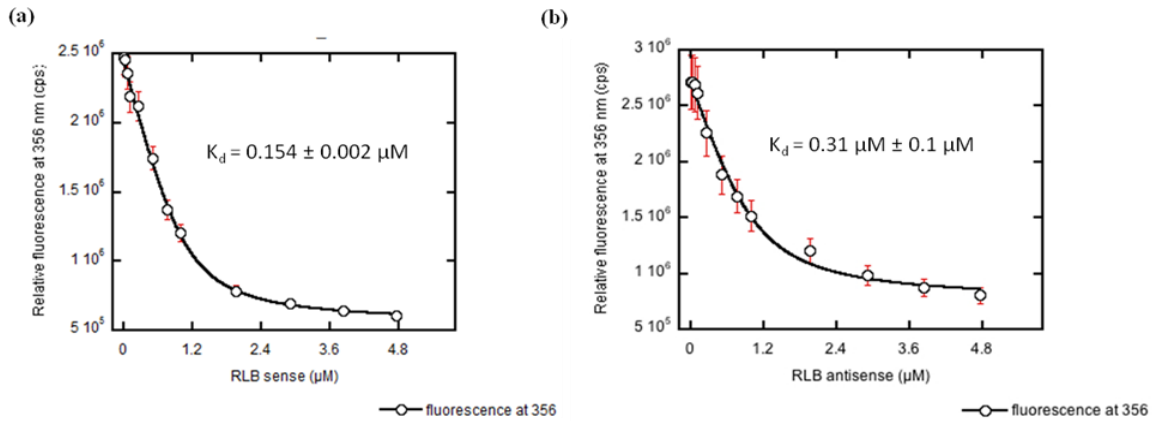 (a)
2.5 10⁶
2 10⁶
1.5 10⁶
1 10⁶
5 10⁵
Relative fluorescence at 356 nm (cps)
K_d = 0.154 ± 0.002 µM
0 1.2 2.4 3.6 4.8
RLB sense (µM)
fluorescence at 356
(b)
3 10⁶
2.5 10⁶
2 10⁶
1.5 10⁶
1 10⁶
5 10⁵
Relative fluorescence at 356 nm (cps)
K_d = 0.31 µM ± 0.1 µM
0 1.2 2.4 3.6 4.8
RLB antisense (µM)
fluorescence at 356